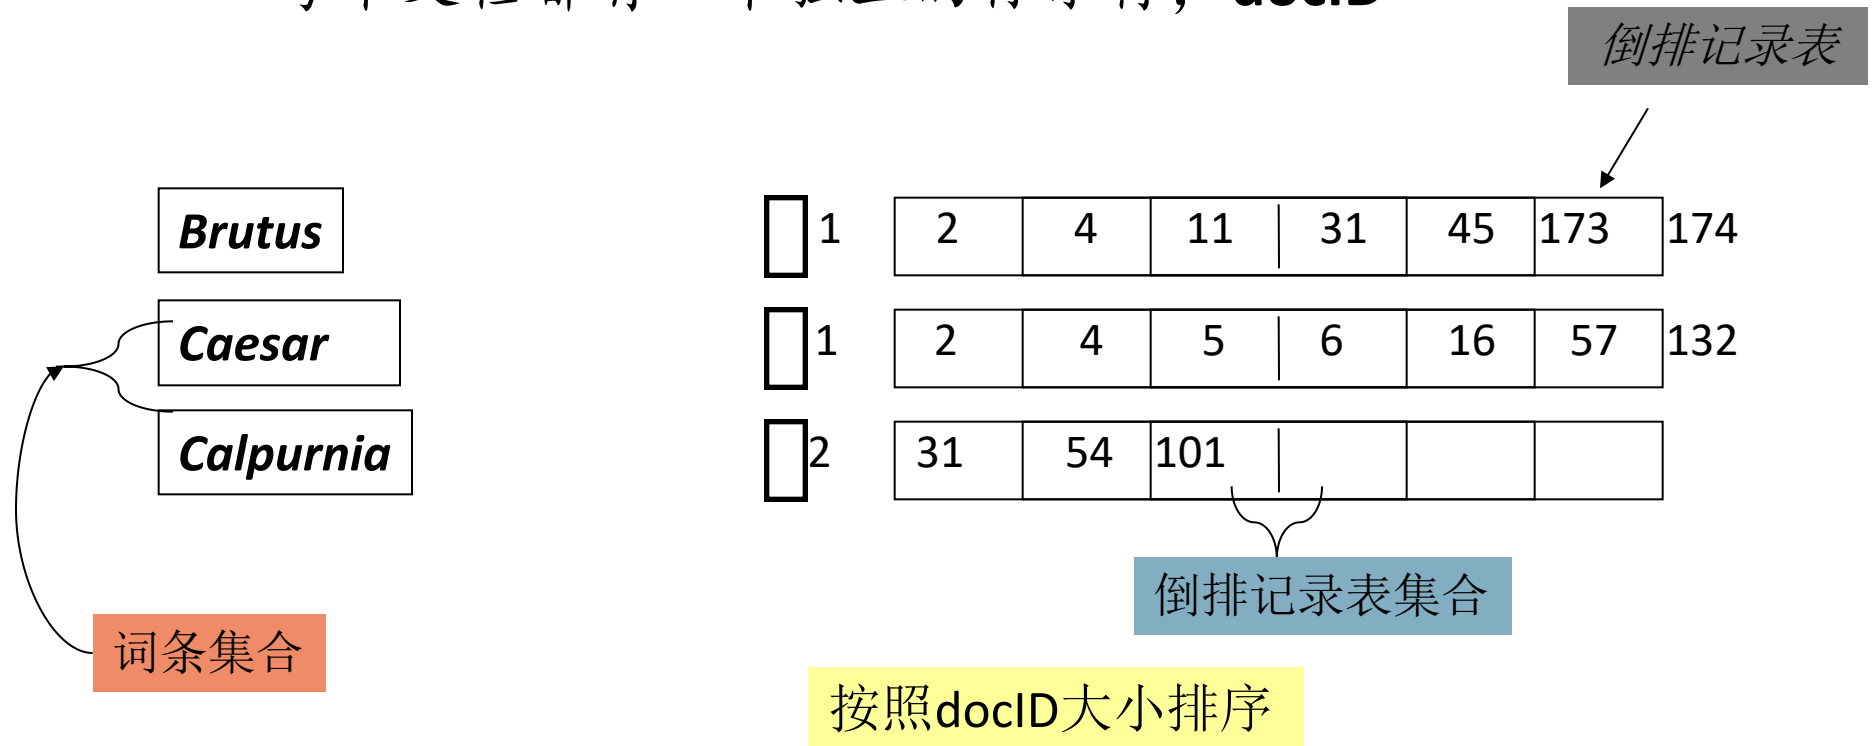 docID
倒排记录表
Brutus 1 2 4 11 31 45 173 174
Caesar 1 2 4 5 6 16 57 132
Calpurnia 2 31 54 101
倒排记录表集合
词条集合
按照docID大小排序